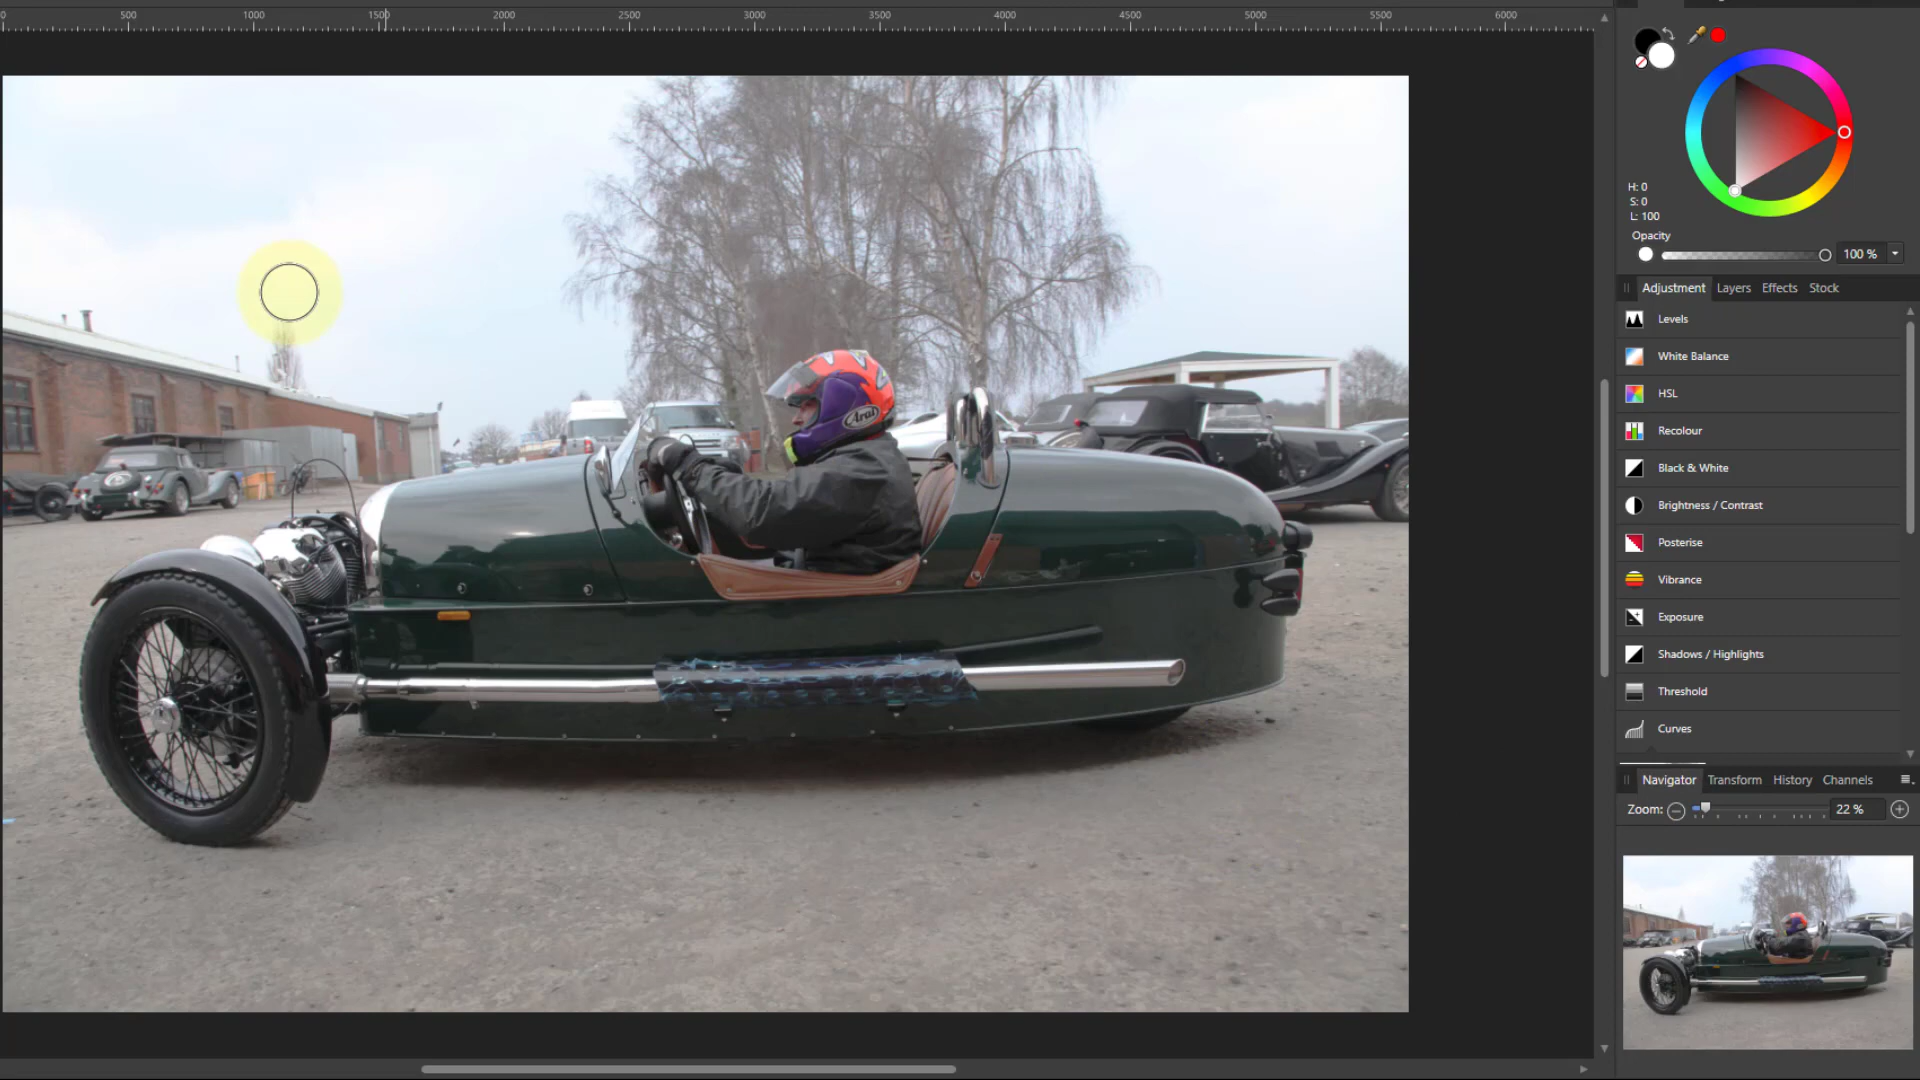 0 500 1000 1500 2000 2500 3000 3500 4000 4500 5000 5500 6000
H: 0
S: 0
L: 100
Opacity
100 %
Adjustment Layers Effects Stock
Levels
White Balance
HSL
Recolour
Black & White
Brightness / Contrast
Posterise
Vibrance
Exposure
Shadows / Highlights
Threshold
Curves
Arai
Navigator Transform History Channels
Zoom: 22 %